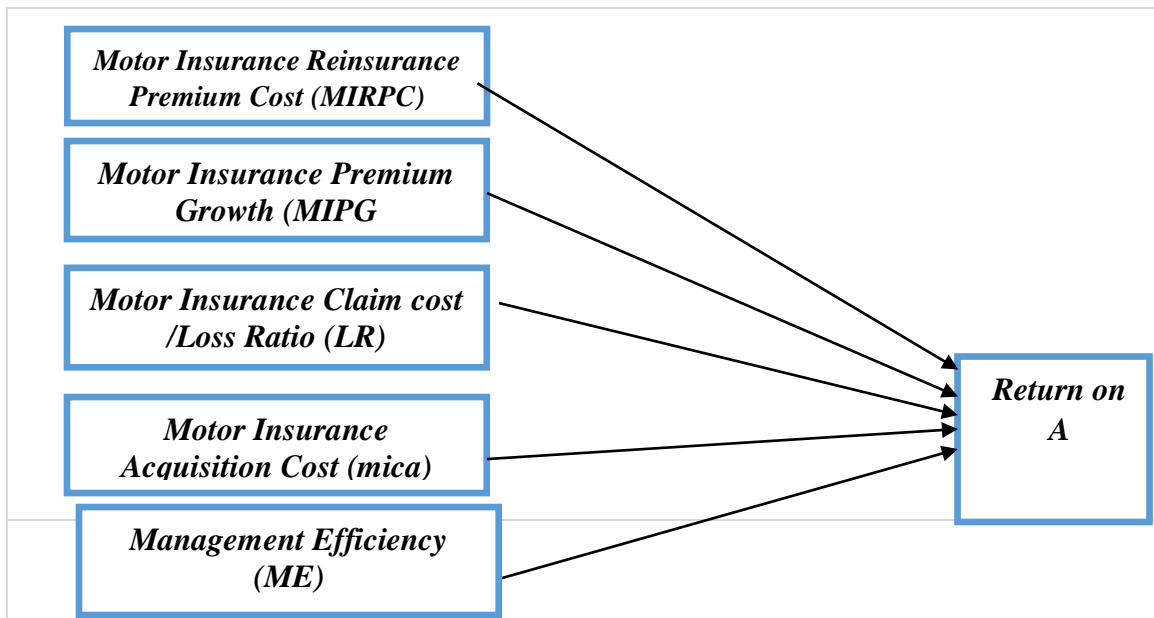 Motor Insurance Reinsurance
Premium Cost (MIRPC)
Motor Insurance Premium
Growth (MIPG
Motor Insurance Claim cost
/Loss Ratio (LR)
Motor Insurance
Acquisition Cost (mica)
Management Efficiency
(ME)
Return on
A